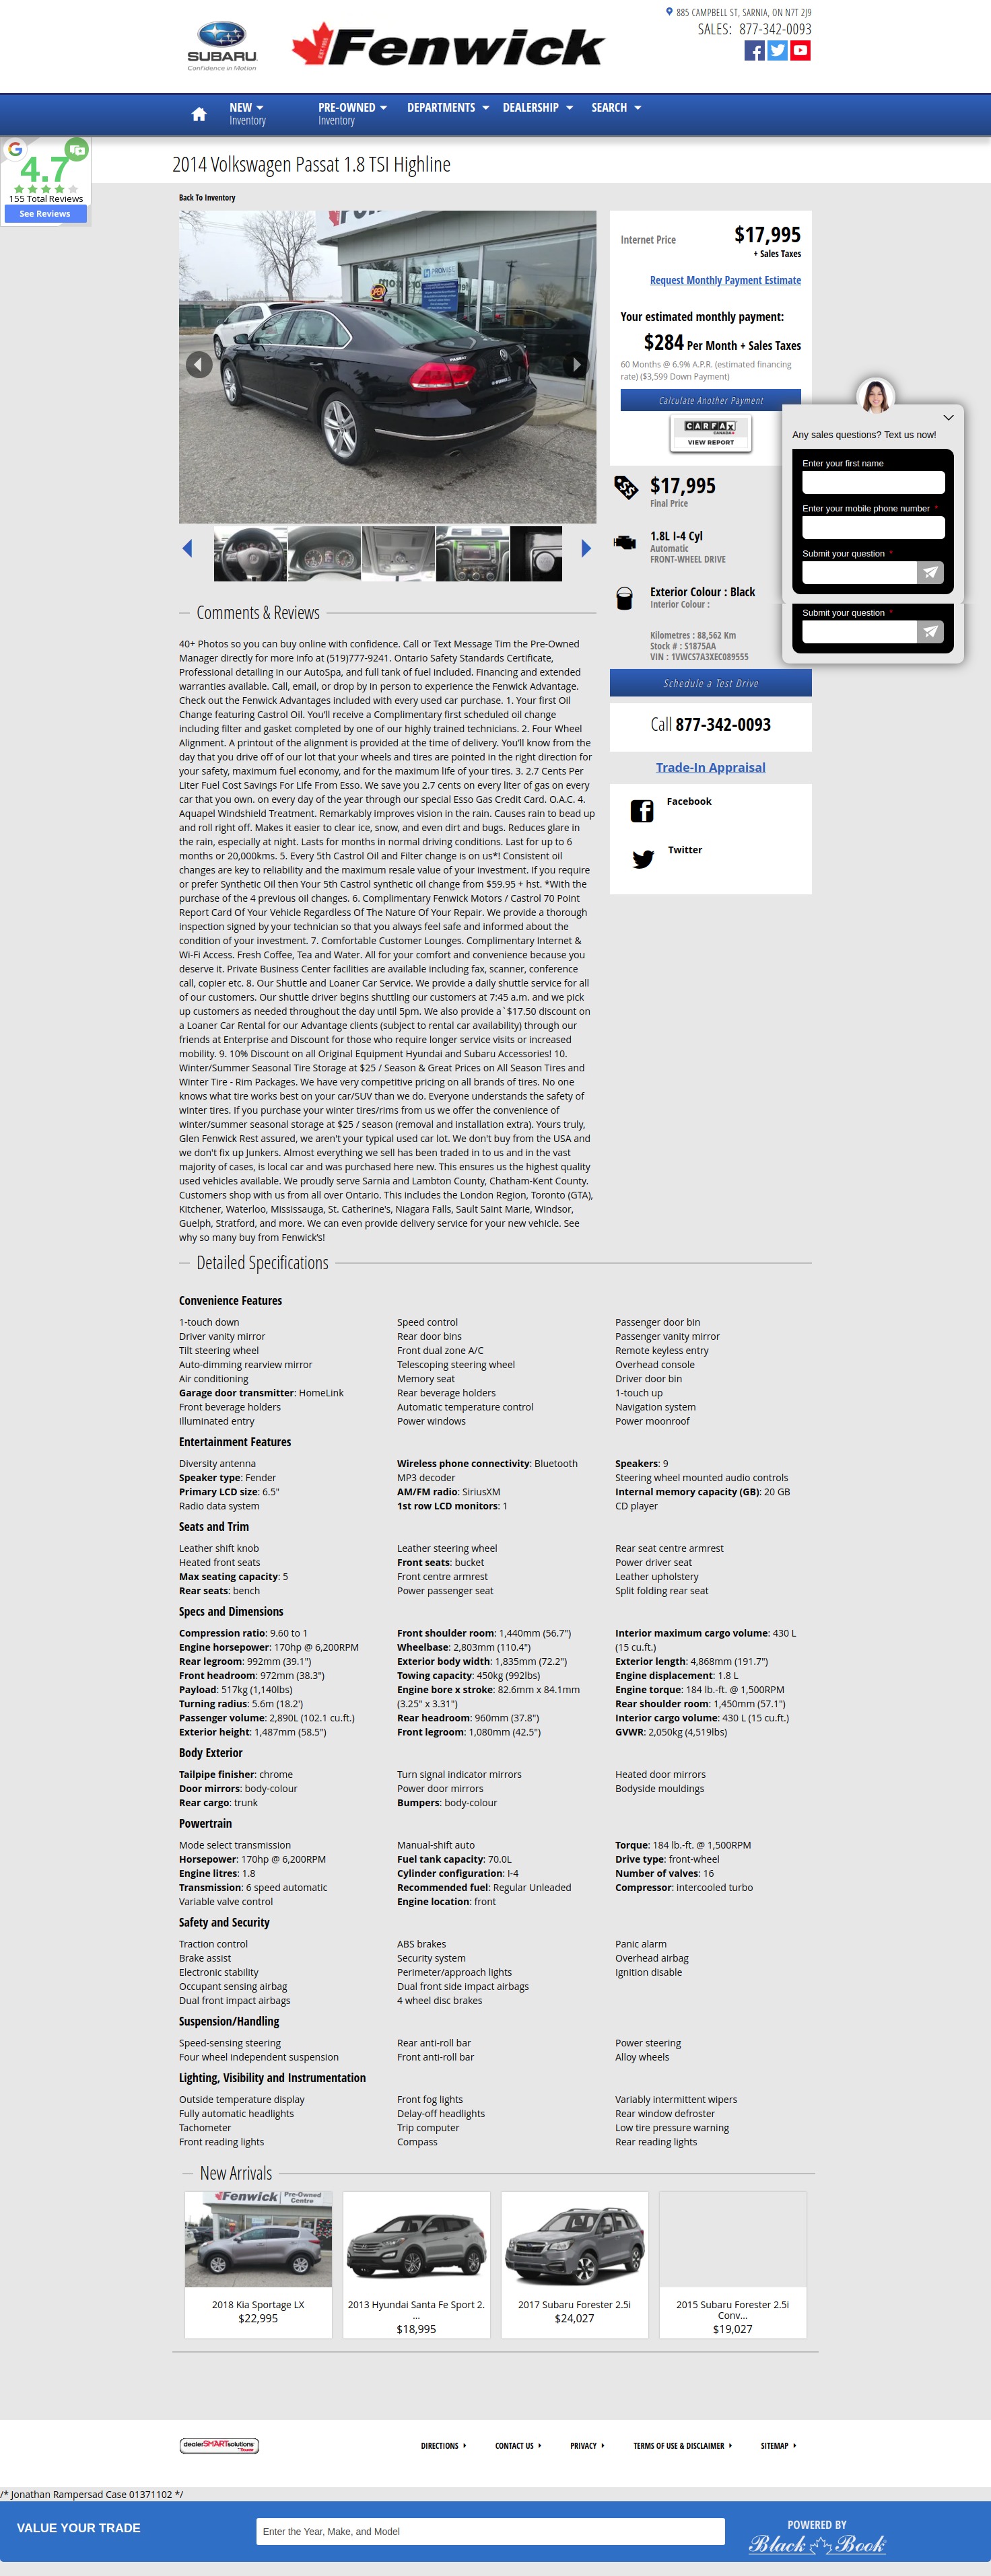 885 CAMPBELL ST, SARNIA, ON N7T 2J9
SALES: 877-342-0093
SUBARU
Confidence in Motion
Fenwick
NEW
Inventory
PRE-OWNED
Inventory
DEPARTMENTS
DEALERSHIP
SEARCH
4.7
155 Total Reviews
See Reviews
2014 Volkswagen Passat 1.8 TSI Highline
Back To Inventory
OPEN
PASSAT
Internet Price
$17,995
+ Sales Taxes
Request Monthly Payment Estimate
Your estimated monthly payment:
$284 Per Month + Sales Taxes
60 Months @ 6.9% A.P.R. (estimated financing
rate) ($3,599 Down Payment)
Calculate Another Payment
CARFAX
CANADA
VIEW REPORT
$17,995
Final Price
1.8L I-4 Cyl
Automatic
FRONT-WHEEL DRIVE
Exterior Colour : Black
Interior Colour :
Kilometres : 88,562 Km
Stock # : S1875AA
VIN : 1VWCS7A3XEC089555
Schedule a Test Drive
Call 877-342-0093
Trade-In Appraisal
Facebook
Twitter
Any sales questions? Text us now!
Enter your first name
Enter your mobile phone number *
Submit your question *
Submit your question *
Comments & Reviews
40+ Photos so you can buy online with confidence. Call or Text Message Tim the Pre-Owned
Manager directly for more info at (519)777-9241. Ontario Safety Standards Certificate,
Professional detailing in our AutoSpa, and full tank of fuel included. Financing and extended
warranties available. Call, email, or drop by in person to experience the Fenwick Advantage.
Check out the Fenwick Advantages included with every used car purchase. 1. Your first Oil
Change featuring Castrol Oil. You'll receive a Complimentary first scheduled oil change
including filter and gasket completed by one of our highly trained technicians. 2. Four Wheel
Alignment. A printout of the alignment is provided at the time of delivery. You'll know from the
day that you drive off of our lot that your wheels and tires are pointed in the right direction for
your safety, maximum fuel economy, and for the maximum life of your tires. 3. 2.7 Cents Per
Liter Fuel Cost Savings For Life From Esso. We save you 2.7 cents on every liter of gas on every
car that you own. on every day of the year through our special Esso Gas Credit Card. O.A.C. 4.
Aquapel Windshield Treatment. Remarkably improves vision in the rain. Causes rain to bead up
and roll right off. Makes it easier to clear ice, snow, and even dirt and bugs. Reduces glare in
the rain, especially at night. Lasts for months in normal driving conditions. Last for up to 6
months or 20,000kms. 5. Every 5th Castrol Oil and Filter change is on us*! Consistent oil
changes are key to reliability and the maximum resale value of your investment. If you require
or prefer Synthetic Oil then Your 5th Castrol synthetic oil change from $59.95 + hst. *With the
purchase of the 4 previous oil changes. 6. Complimentary Fenwick Motors / Castrol 70 Point
Report Card Of Your Vehicle Regardless Of The Nature Of Your Repair. We provide a thorough
inspection signed by your technician so that you always feel safe and informed about the
condition of your investment. 7. Comfortable Customer Lounges. Complimentary Internet &
Wi-Fi Access. Fresh Coffee, Tea and Water. All for your comfort and convenience because you
deserve it. Private Business Center facilities are available including fax, scanner, conference
call, copier etc. 8. Our Shuttle and Loaner Car Service. We provide a daily shuttle service for all
of our customers. Our shuttle driver begins shuttling our customers at 7:45 a.m. and we pick
up customers as needed throughout the day until 5pm. We also provide a`$17.50 discount on
a Loaner Car Rental for our Advantage clients (subject to rental car availability) through our
friends at Enterprise and Discount for those who require longer service visits or increased
mobility. 9. 10% Discount on all Original Equipment Hyundai and Subaru Accessories! 10.
Winter/Summer Seasonal Tire Storage at $25 / Season & Great Prices on All Season Tires and
Winter Tire - Rim Packages. We have very competitive pricing on all brands of tires. No one
knows what tire works best on your car/SUV than we do. Everyone understands the safety of
winter tires. If you purchase your winter tires/rims from us we offer the convenience of
winter/summer seasonal storage at $25 / season (removal and installation extra). Yours truly,
Glen Fenwick Rest assured, we aren't your typical used car lot. We don't buy from the USA and
we don't fix up Junkers. Almost everything we sell has been traded in to us and in the vast
majority of cases, is local car and was purchased here new. This ensures us the highest quality
used vehicles available. We proudly serve Sarnia and Lambton County, Chatham-Kent County.
Customers shop with us from all over Ontario. This includes the London Region, Toronto (GTA),
Kitchener, Waterloo, Mississauga, St. Catherine's, Niagara Falls, Sault Saint Marie, Windsor,
Guelph, Stratford, and more. We can even provide delivery service for your new vehicle. See
why so many buy from Fenwick's!
Detailed Specifications
Convenience Features
1-touch down
Speed control
Passenger door bin
Driver vanity mirror
Rear door bins
Passenger vanity mirror
Tilt steering wheel
Front dual zone A/C
Remote keyless entry
Auto-dimming rearview mirror
Telescoping steering wheel
Overhead console
Air conditioning
Memory seat
Driver door bin
Garage door transmitter: HomeLink
Rear beverage holders
1-touch up
Front beverage holders
Automatic temperature control
Navigation system
Illuminated entry
Power windows
Power moonroof
Entertainment Features
Diversity antenna
Wireless phone connectivity: Bluetooth
Speakers: 9
Speaker type: Fender
MP3 decoder
Steering wheel mounted audio controls
Primary LCD size: 6.5"
AM/FM radio: SiriusXM
Internal memory capacity (GB): 20 GB
Radio data system
1st row LCD monitors: 1
CD player
Seats and Trim
Leather shift knob
Leather steering wheel
Rear seat centre armrest
Heated front seats
Front seats: bucket
Power driver seat
Max seating capacity: 5
Front centre armrest
Leather upholstery
Rear seats: bench
Power passenger seat
Split folding rear seat
Specs and Dimensions
Compression ratio: 9.60 to 1
Engine horsepower: 170hp @ 6,200RPM
Rear legroom: 992mm (39.1")
Front headroom: 972mm (38.3")
Payload: 517kg (1,140lbs)
Turning radius: 5.6m (18.2')
Passenger volume: 2,890L (102.1 cu.ft.)
Exterior height: 1,487mm (58.5")
Front shoulder room: 1,440mm (56.7")
Wheelbase: 2,803mm (110.4")
Exterior body width: 1,835mm (72.2")
Towing capacity: 450kg (992lbs)
Engine bore x stroke: 82.6mm x 84.1mm
(3.25" x 3.31")
Rear headroom: 960mm (37.8")
Front legroom: 1,080mm (42.5")
Interior maximum cargo volume: 430 L
(15 cu.ft.)
Exterior length: 4,868mm (191.7")
Engine displacement: 1.8 L
Engine torque: 184 lb.-ft. @ 1,500RPM
Rear shoulder room: 1,450mm (57.1")
Interior cargo volume: 430 L (15 cu.ft.)
GVWR: 2,050kg (4,519lbs)
Body Exterior
Tailpipe finisher: chrome
Turn signal indicator mirrors
Heated door mirrors
Door mirrors: body-colour
Power door mirrors
Bodyside mouldings
Rear cargo: trunk
Bumpers: body-colour
Powertrain
Mode select transmission
Manual-shift auto
Torque: 184 lb.-ft. @ 1,500RPM
Horsepower: 170hp @ 6,200RPM
Fuel tank capacity: 70.0L
Drive type: front-wheel
Engine litres: 1.8
Cylinder configuration: I-4
Number of valves: 16
Transmission: 6 speed automatic
Recommended fuel: Regular Unleaded
Compressor: Intercooled turbo
Variable valve control
Engine location: front
Safety and Security
Traction control
ABS brakes
Panic alarm
Brake assist
Security system
Overhead airbag
Electronic stability
Perimeter/approach lights
Ignition disable
Occupant sensing airbag
Dual front side impact airbags
Dual front impact airbags
4 wheel disc brakes
Suspension/Handling
Speed-sensing steering
Rear anti-roll bar
Power steering
Four wheel independent suspension
Front anti-roll bar
Alloy wheels
Lighting, Visibility and Instrumentation
Outside temperature display
Front fog lights
Variably intermittent wipers
Fully automatic headlights
Delay-off headlights
Rear window defroster
Tachometer
Trip computer
Low tire pressure warning
Front reading lights
Compass
Rear reading lights
New Arrivals
Fenwick
Pre-Owned
Centre
2018 Kia Sportage LX
$22,995
2013 Hyundai Santa Fe Sport 2.
...
$18,995
2017 Subaru Forester 2.5i
$24,027
2015 Subaru Forester 2.5i
Conv...
$19,027
dealerSMARTsolutions
DIRECTIONS
CONTACT US
PRIVACY
TERMS OF USE & DISCLAIMER
SITEMAP
/* Jonathan Rampersad Case 01371102 */
VALUE YOUR TRADE
Enter the Year, Make, and Model
POWERED BY
Black Book